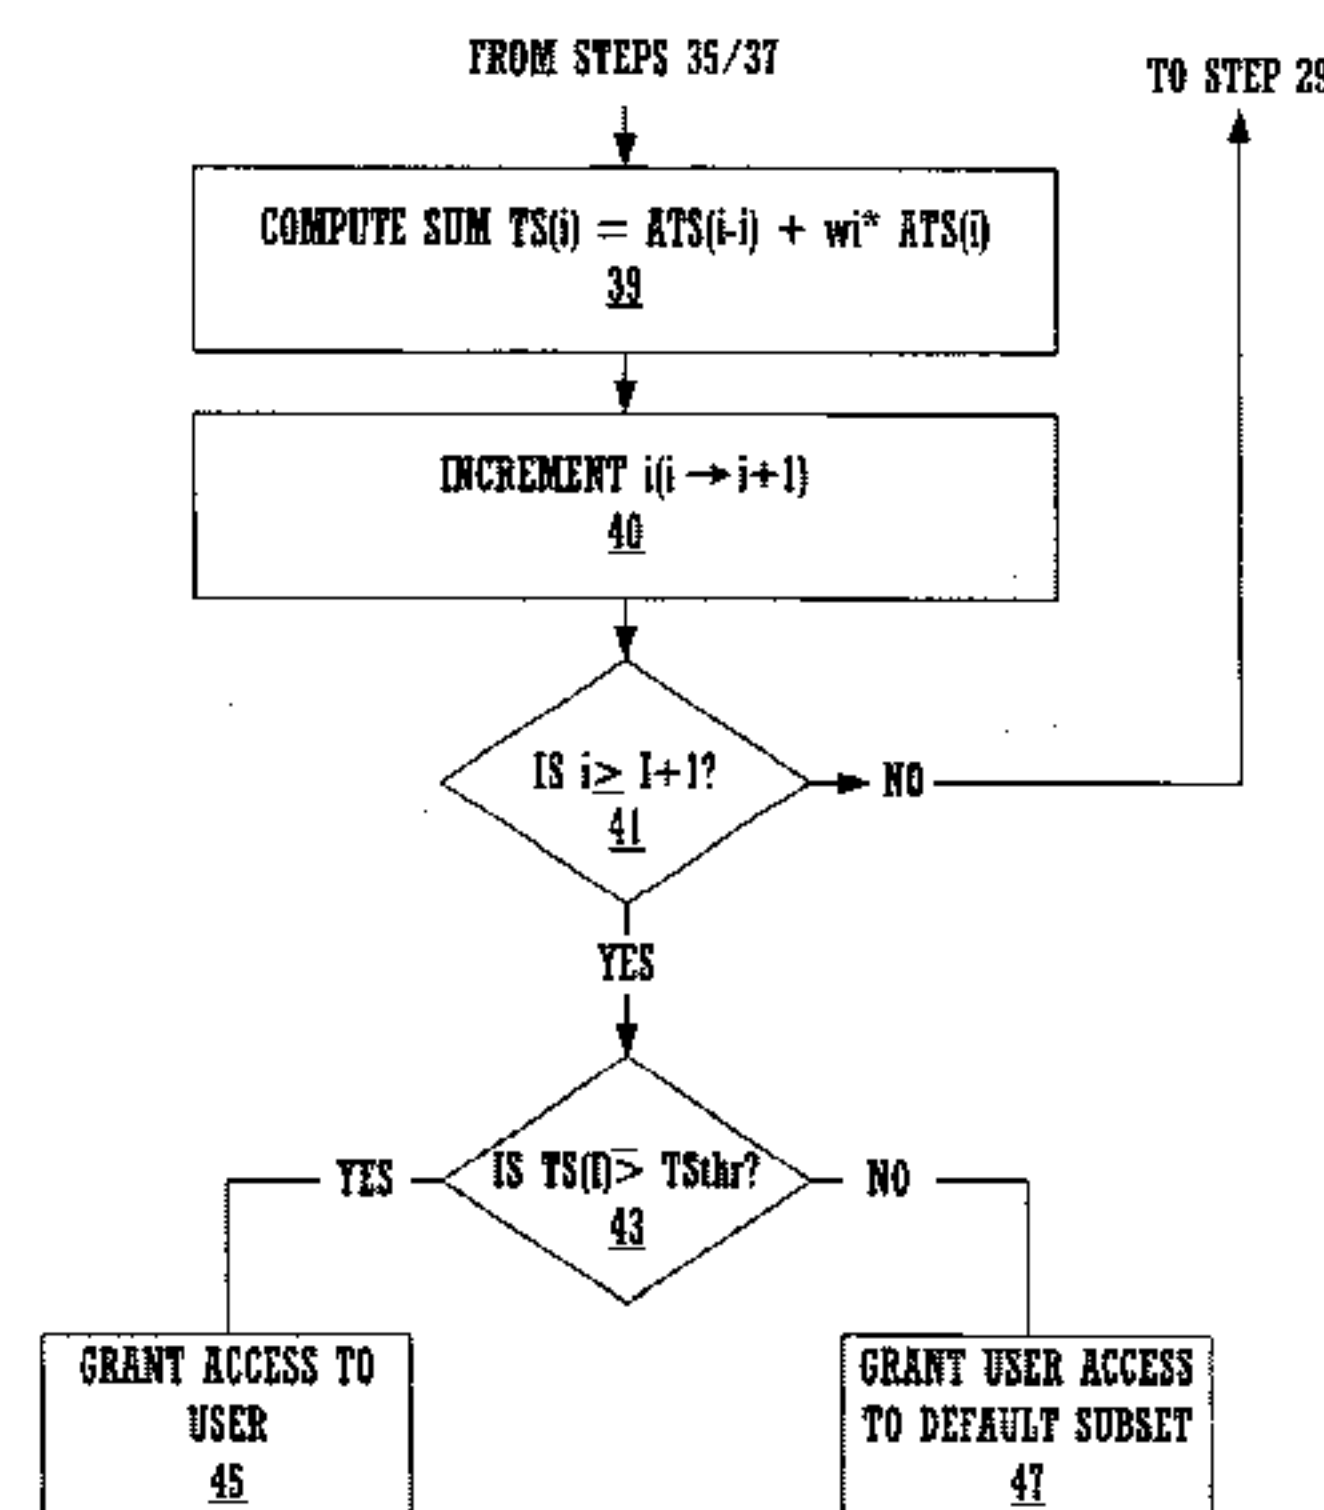 FROM STEPS 35/37
TO STEP 29
COMPUTE SUM TS(i) = ATS(i-i) + wi* ATS(i)
39
INCREMENT i(i → i+1)
40
IS i≥ I+1?
41
NO
YES
YES
IS TS(I)≥ TSthr?
NO
43
GRANT ACCESS TO
USER
45
GRANT USER ACCESS
TO DEFAULT SUBSET
47